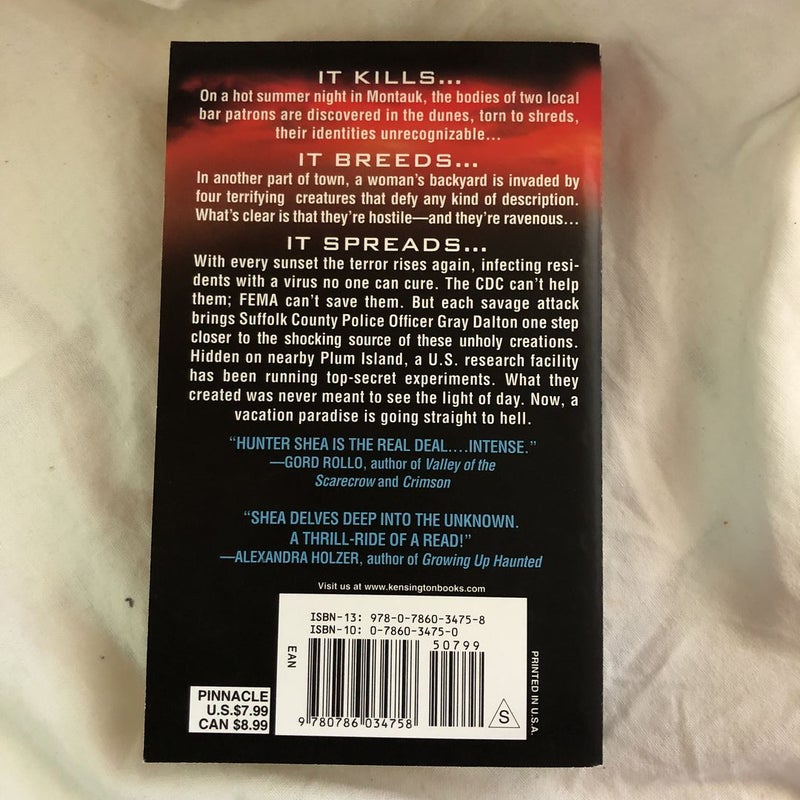 IT KILLS...
On a hot summer night in Montauk, the bodies of two local
bar patrons are discovered in the dunes, torn to shreds,
their identities unrecognizable...
IT BREEDS...
In another part of town, a woman's backyard is invaded by
four terrifying creatures that defy any kind of description.
What's clear is that they're hostile—and they're ravenous...
IT SPREADS...
With every sunset the terror rises again, infecting resi-
dents with a virus no one can cure. The CDC can't help
them; FEMA can't save them. But each savage attack
brings Suffolk County Police Officer Gray Dalton one step
closer to the shocking source of these unholy creations.
Hidden on nearby Plum Island, a U.S. research facility
has been running top-secret experiments. What they
created was never meant to see the light of day. Now, a
vacation paradise is going straight to hell.
"HUNTER SHEA IS THE REAL DEAL....INTENSE."
—GORD ROLLO, author of Valley of the
Scarecrow and Crimson
"SHEA DELVES DEEP INTO THE UNKNOWN.
A THRILL-RIDE OF A READ!"
—ALEXANDRA HOLZER, author of Growing Up Haunted
Visit us at www.kensingtonbooks.com
ISBN-13: 978-0-7860-3475-8
ISBN-10: 0-7860-3475-0
50799
EAN
9 780786 034758
S
PRINTED IN U.S.A.
PINNACLE
U.S.$7.99
CAN $8.99